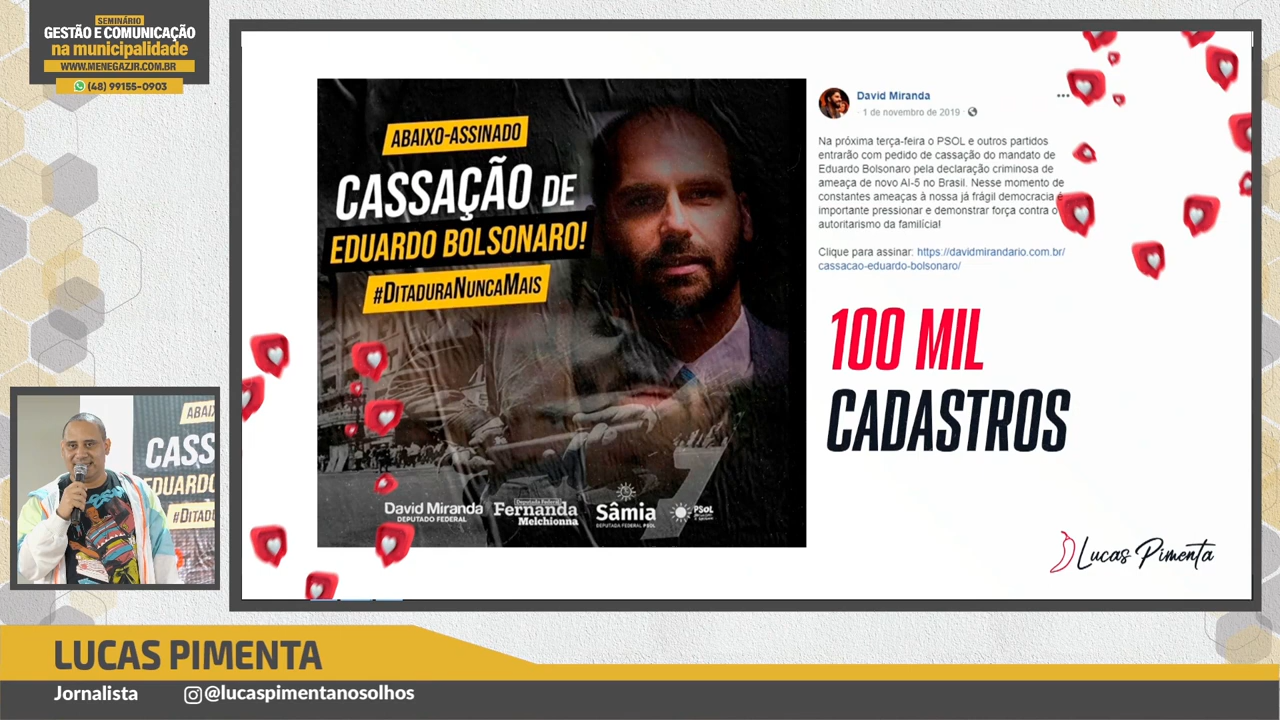 SEMINÁRIO
GESTÃO E COMUNICAÇÃO
na municipalidade
WWW.MENEGAZJR.COM.BR
(48) 99155-0903
ABAIXO-ASSINADO
CASSAÇÃO DE
EDUARDO BOLSONARO!
#DITADURANUNCAMAIS
David Miranda
DEPUTADO FEDERAL
Deputada Federal
Fernanda
Melchionna
Sâmia
DEPUTADA FEDERAL PSOL
PSOL
David Miranda
1 de novembro de 2019
Na próxima terça-feira o PSOL e outros partidos
entrarão com pedido de cassação do mandato de
Eduardo Bolsonaro pela declaração criminosa de
ameaça de novo AI-5 no Brasil. Nesse momento de
constantes ameaças à nossa já frágil democracia é
importante pressionar e demonstrar força contra o
autoritarismo da familícia!
Clique para assinar: https://davidmirandario.com.br/
cassacao-eduardo-bolsonaro/
100 MIL
CADASTROS
Lucas Pimenta
ABAI
CASS
EDUARDO
#DITADU
LUCAS PIMENTA
Jornalista
@lucaspimentanosolhos